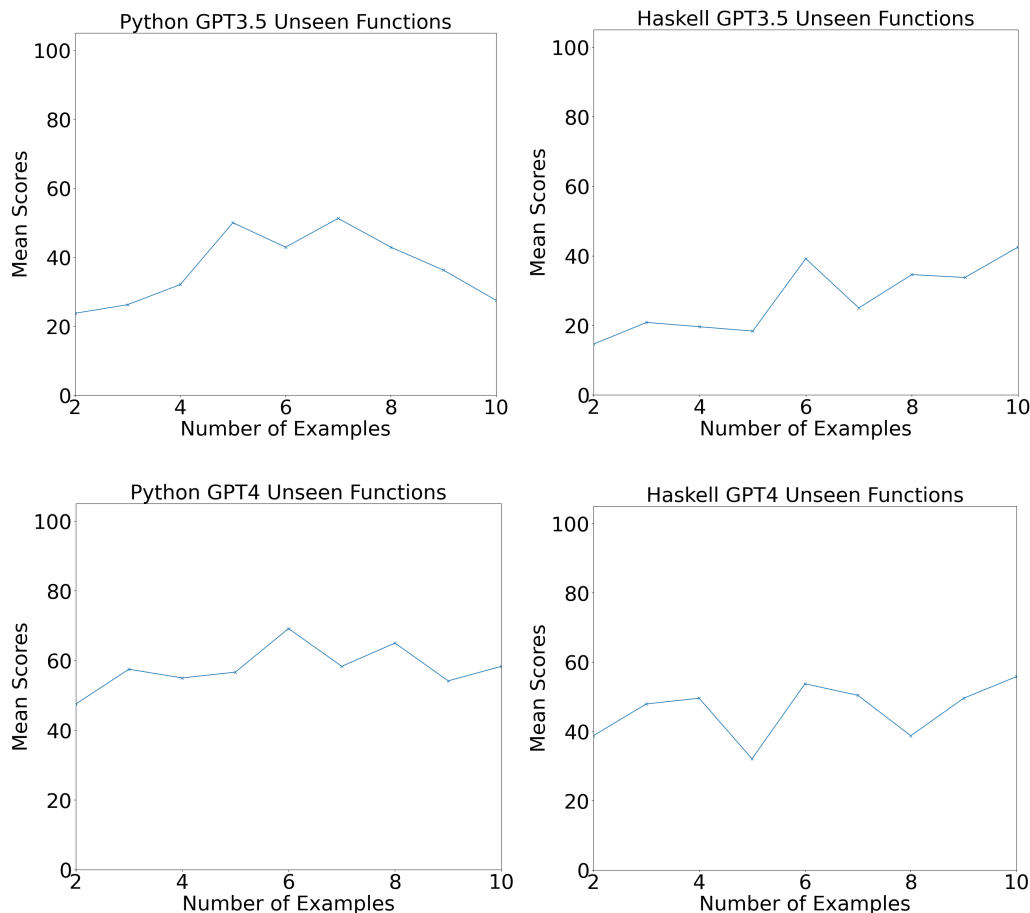 Python GPT3.5 Unseen Functions
100
80
60
40
20
0
2 4 6 8 10
Mean Scores
Number of Examples
Haskell GPT3.5 Unseen Functions
100
80
60
40
20
0
2 4 6 8 10
Mean Scores
Number of Examples
Python GPT4 Unseen Functions
100
80
60
40
20
0
2 4 6 8 10
Mean Scores
Number of Examples
Haskell GPT4 Unseen Functions
100
80
60
40
20
0
2 4 6 8 10
Mean Scores
Number of Examples